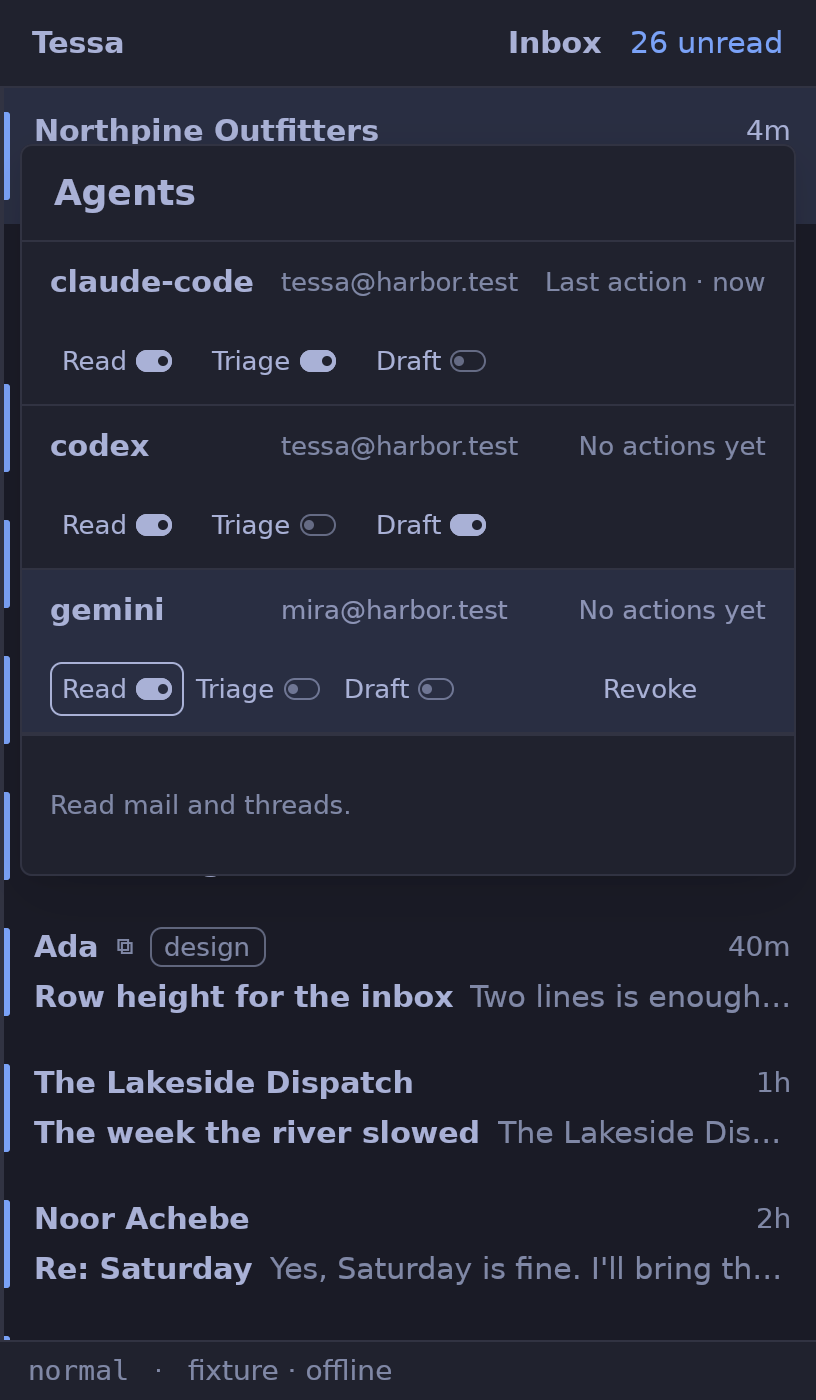 Tessa Inbox 26 unread
Northpine Outfitters 4m
Agents
claude-code tessa@harbor.test Last action · now
Read Triage Draft
codex tessa@harbor.test No actions yet
Read Triage Draft
gemini mira@harbor.test No actions yet
Read Triage Draft Revoke
Read mail and threads.
Ada design 40m
Row height for the inbox Two lines is enough…
The Lakeside Dispatch 1h
The week the river slowed The Lakeside Dis…
Noor Achebe 2h
Re: Saturday Yes, Saturday is fine. I'll bring th…
normal · fixture · offline